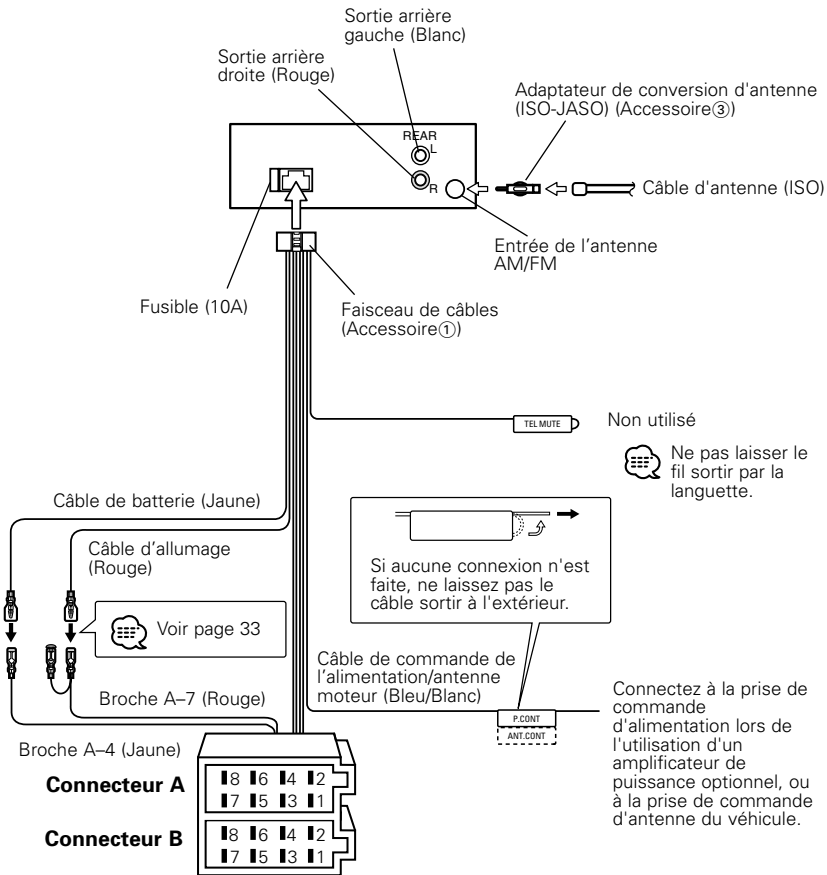 Sortie arrière
gauche (Blanc)
Sortie arrière
droite (Rouge)
Adaptateur de conversion d'antenne
(ISO-JASO) (Accessoire③)
REAR
L
R
Câble d'antenne (ISO)
Entrée de l'antenne
AM/FM
Fusible (10A)
Faisceau de câbles
(Accessoire①)
TEL MUTE
Non utilisé
Ne pas laisser le
fil sortir par la
languette.
Câble de batterie (Jaune)
Câble d'allumage
(Rouge)
Si aucune connexion n'est
faite, ne laissez pas le
câble sortir à l'extérieur.
Voir page 33
Câble de commande de
l'alimentation/antenne
moteur (Bleu/Blanc)
P.CONT
ANT.CONT
Connectez à la prise de
commande
d'alimentation lors de
l'utilisation d'un
amplificateur de
puissance optionnel, ou
à la prise de commande
d'antenne du véhicule.
Broche A–7 (Rouge)
Broche A–4 (Jaune)
Connecteur A
8 6 4 2
7 5 3 1
Connecteur B
8 6 4 2
7 5 3 1